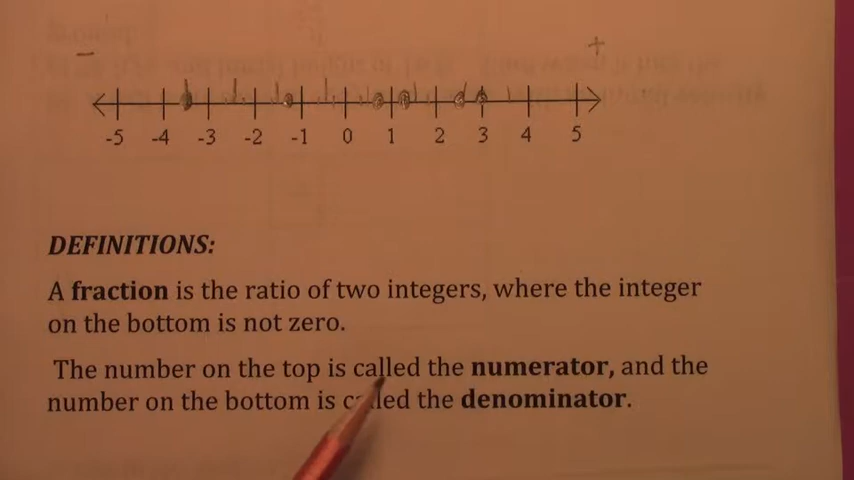 - +
-5 -4 -3 -2 -1 0 1 2 3 4 5
DEFINITIONS:
A fraction is the ratio of two integers, where the integer
on the bottom is not zero.
The number on the top is called the numerator, and the
number on the bottom is called the denominator.